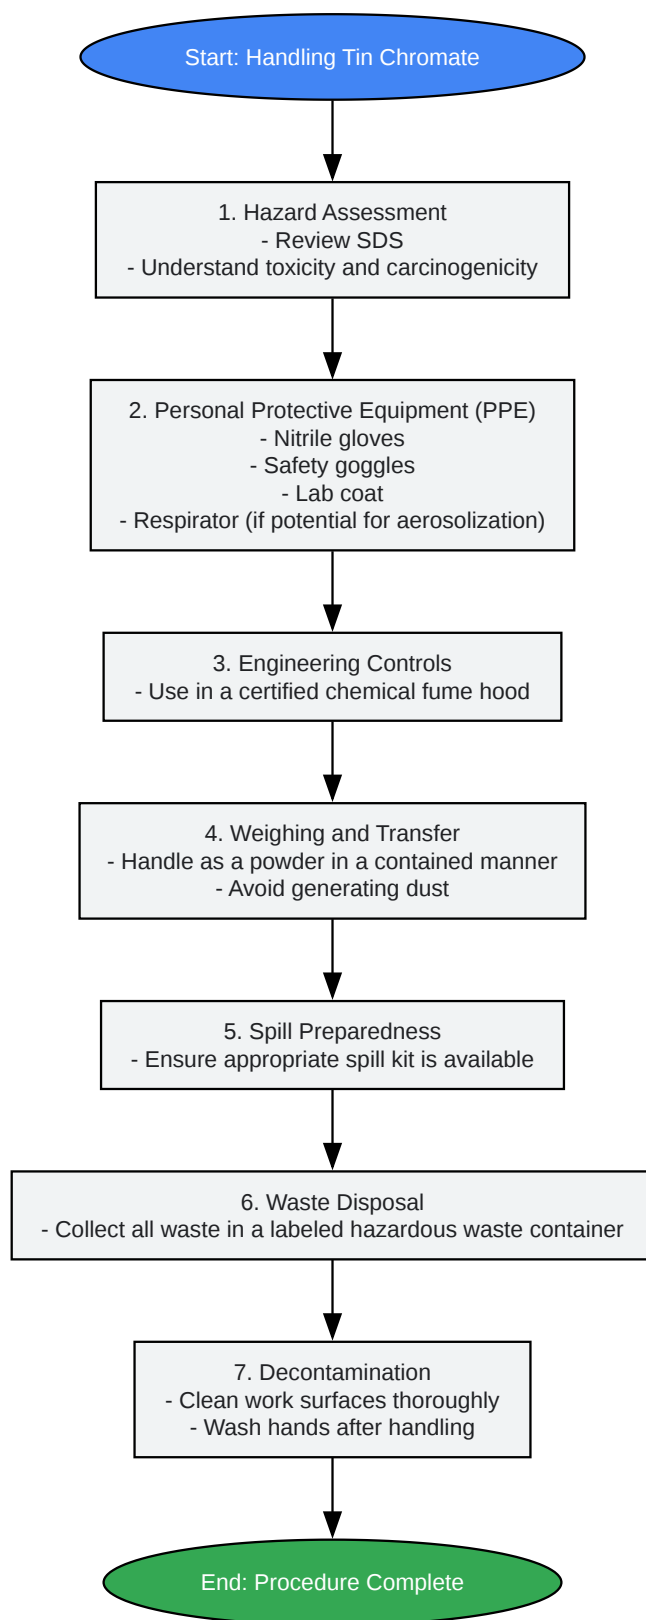 Start: Handling Tin Chromate
1. Hazard Assessment
- Review SDS
- Understand toxicity and carcinogenicity
2. Personal Protective Equipment (PPE)
- Nitrile gloves
- Safety goggles
- Lab coat
- Respirator (if potential for aerosolization)
3. Engineering Controls
- Use in a certified chemical fume hood
4. Weighing and Transfer
- Handle as a powder in a contained manner
- Avoid generating dust
5. Spill Preparedness
- Ensure appropriate spill kit is available
6. Waste Disposal
- Collect all waste in a labeled hazardous waste container
7. Decontamination
- Clean work surfaces thoroughly
- Wash hands after handling
End: Procedure Complete